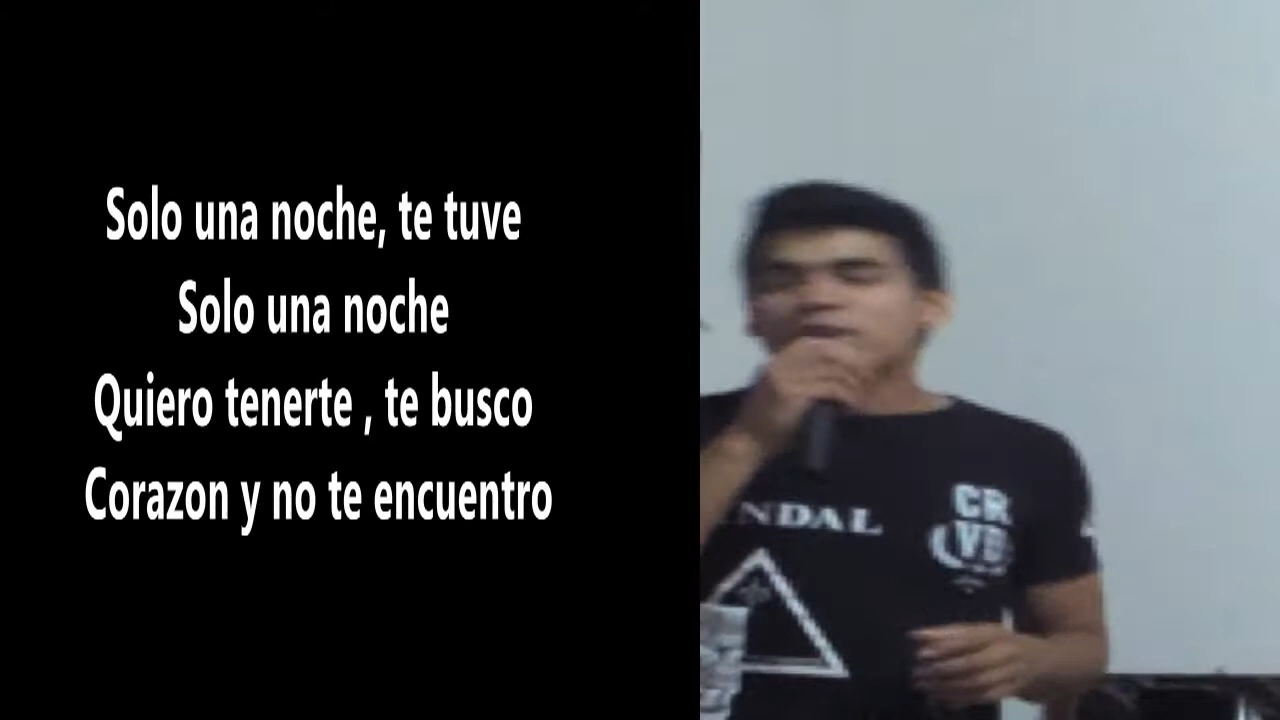 Solo una noche, te tuve
Solo una noche
Quiero tenerte , te busco
Corazon y no te encuentro
NDAL
CR
VB